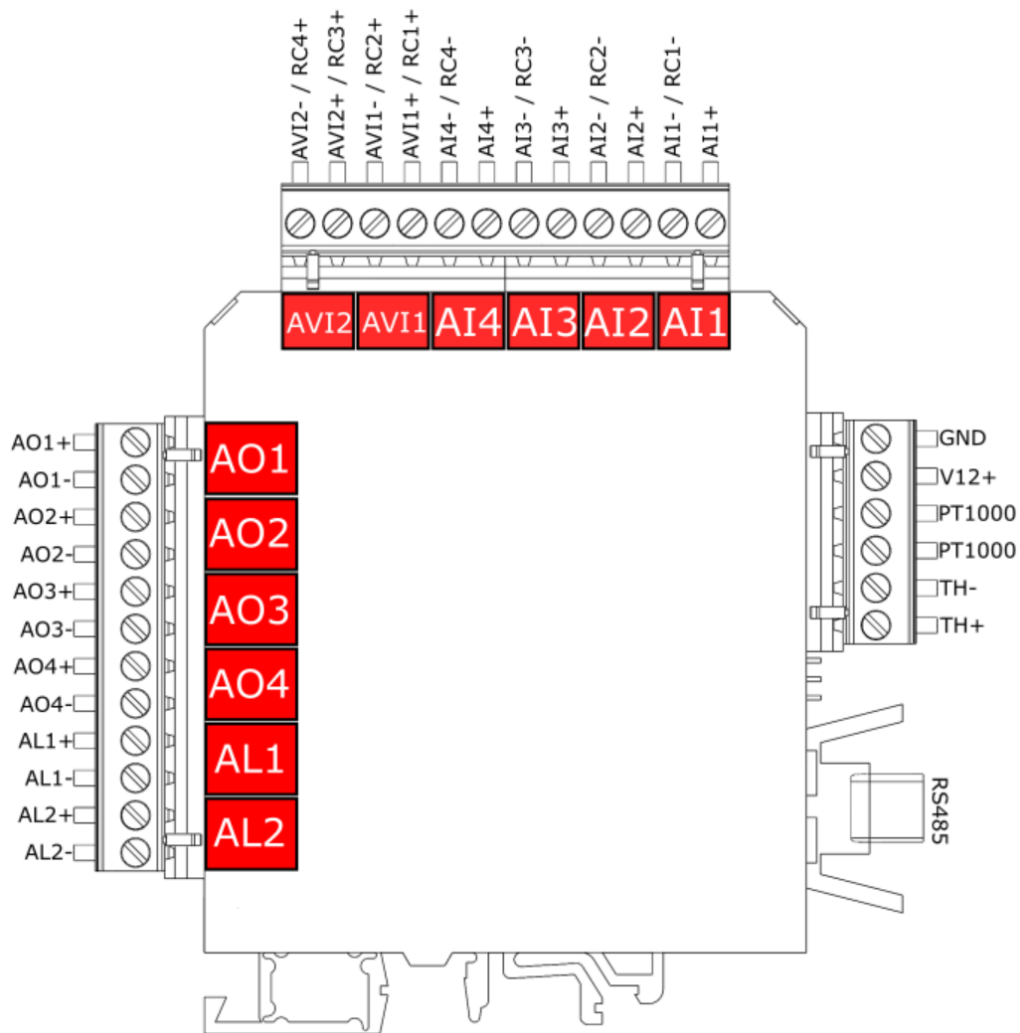 AVI2- / RC4+
AVI2+ / RC3+
AVI1- / RC2+
AVI1+ / RC1+
AI4- / RC4-
AI4+
AI3- / RC3-
AI3+
AI2- / RC2-
AI2+
AI1- / RC1-
AI1+
AVI2
AVI1
AI4
AI3
AI2
AI1
AO1+
AO1-
AO2+
AO2-
AO3+
AO3-
AO4+
AO4-
AL1+
AL1-
AL2+
AL2-
AO1
AO2
AO3
AO4
AL1
AL2
GND
V12+
PT1000
PT1000
TH-
TH+
RS485